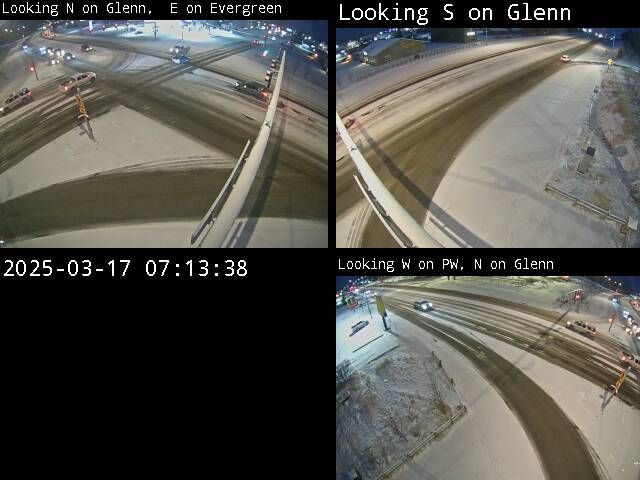 Looking N on Glenn, E on Evergreen
Looking S on Glenn
2025-03-17 07:13:38
Looking W on PW, N on Glenn